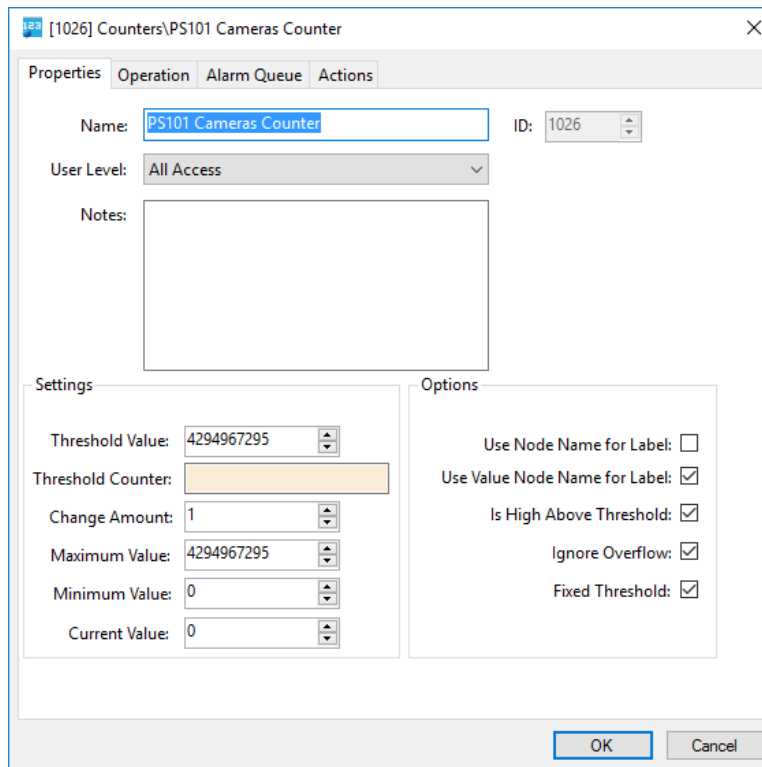 123 [1026] Counters\PS101 Cameras Counter
Properties Operation Alarm Queue Actions
Name: PS101 Cameras Counter ID: 1026
User Level: All Access
Notes:
Settings Options
Threshold Value: 4294967295 Use Node Name for Label:
Threshold Counter: Use Value Node Name for Label:
Change Amount: 1 Is High Above Threshold:
Maximum Value: 4294967295 Ignore Overflow:
Minimum Value: 0 Fixed Threshold:
Current Value: 0
OK Cancel